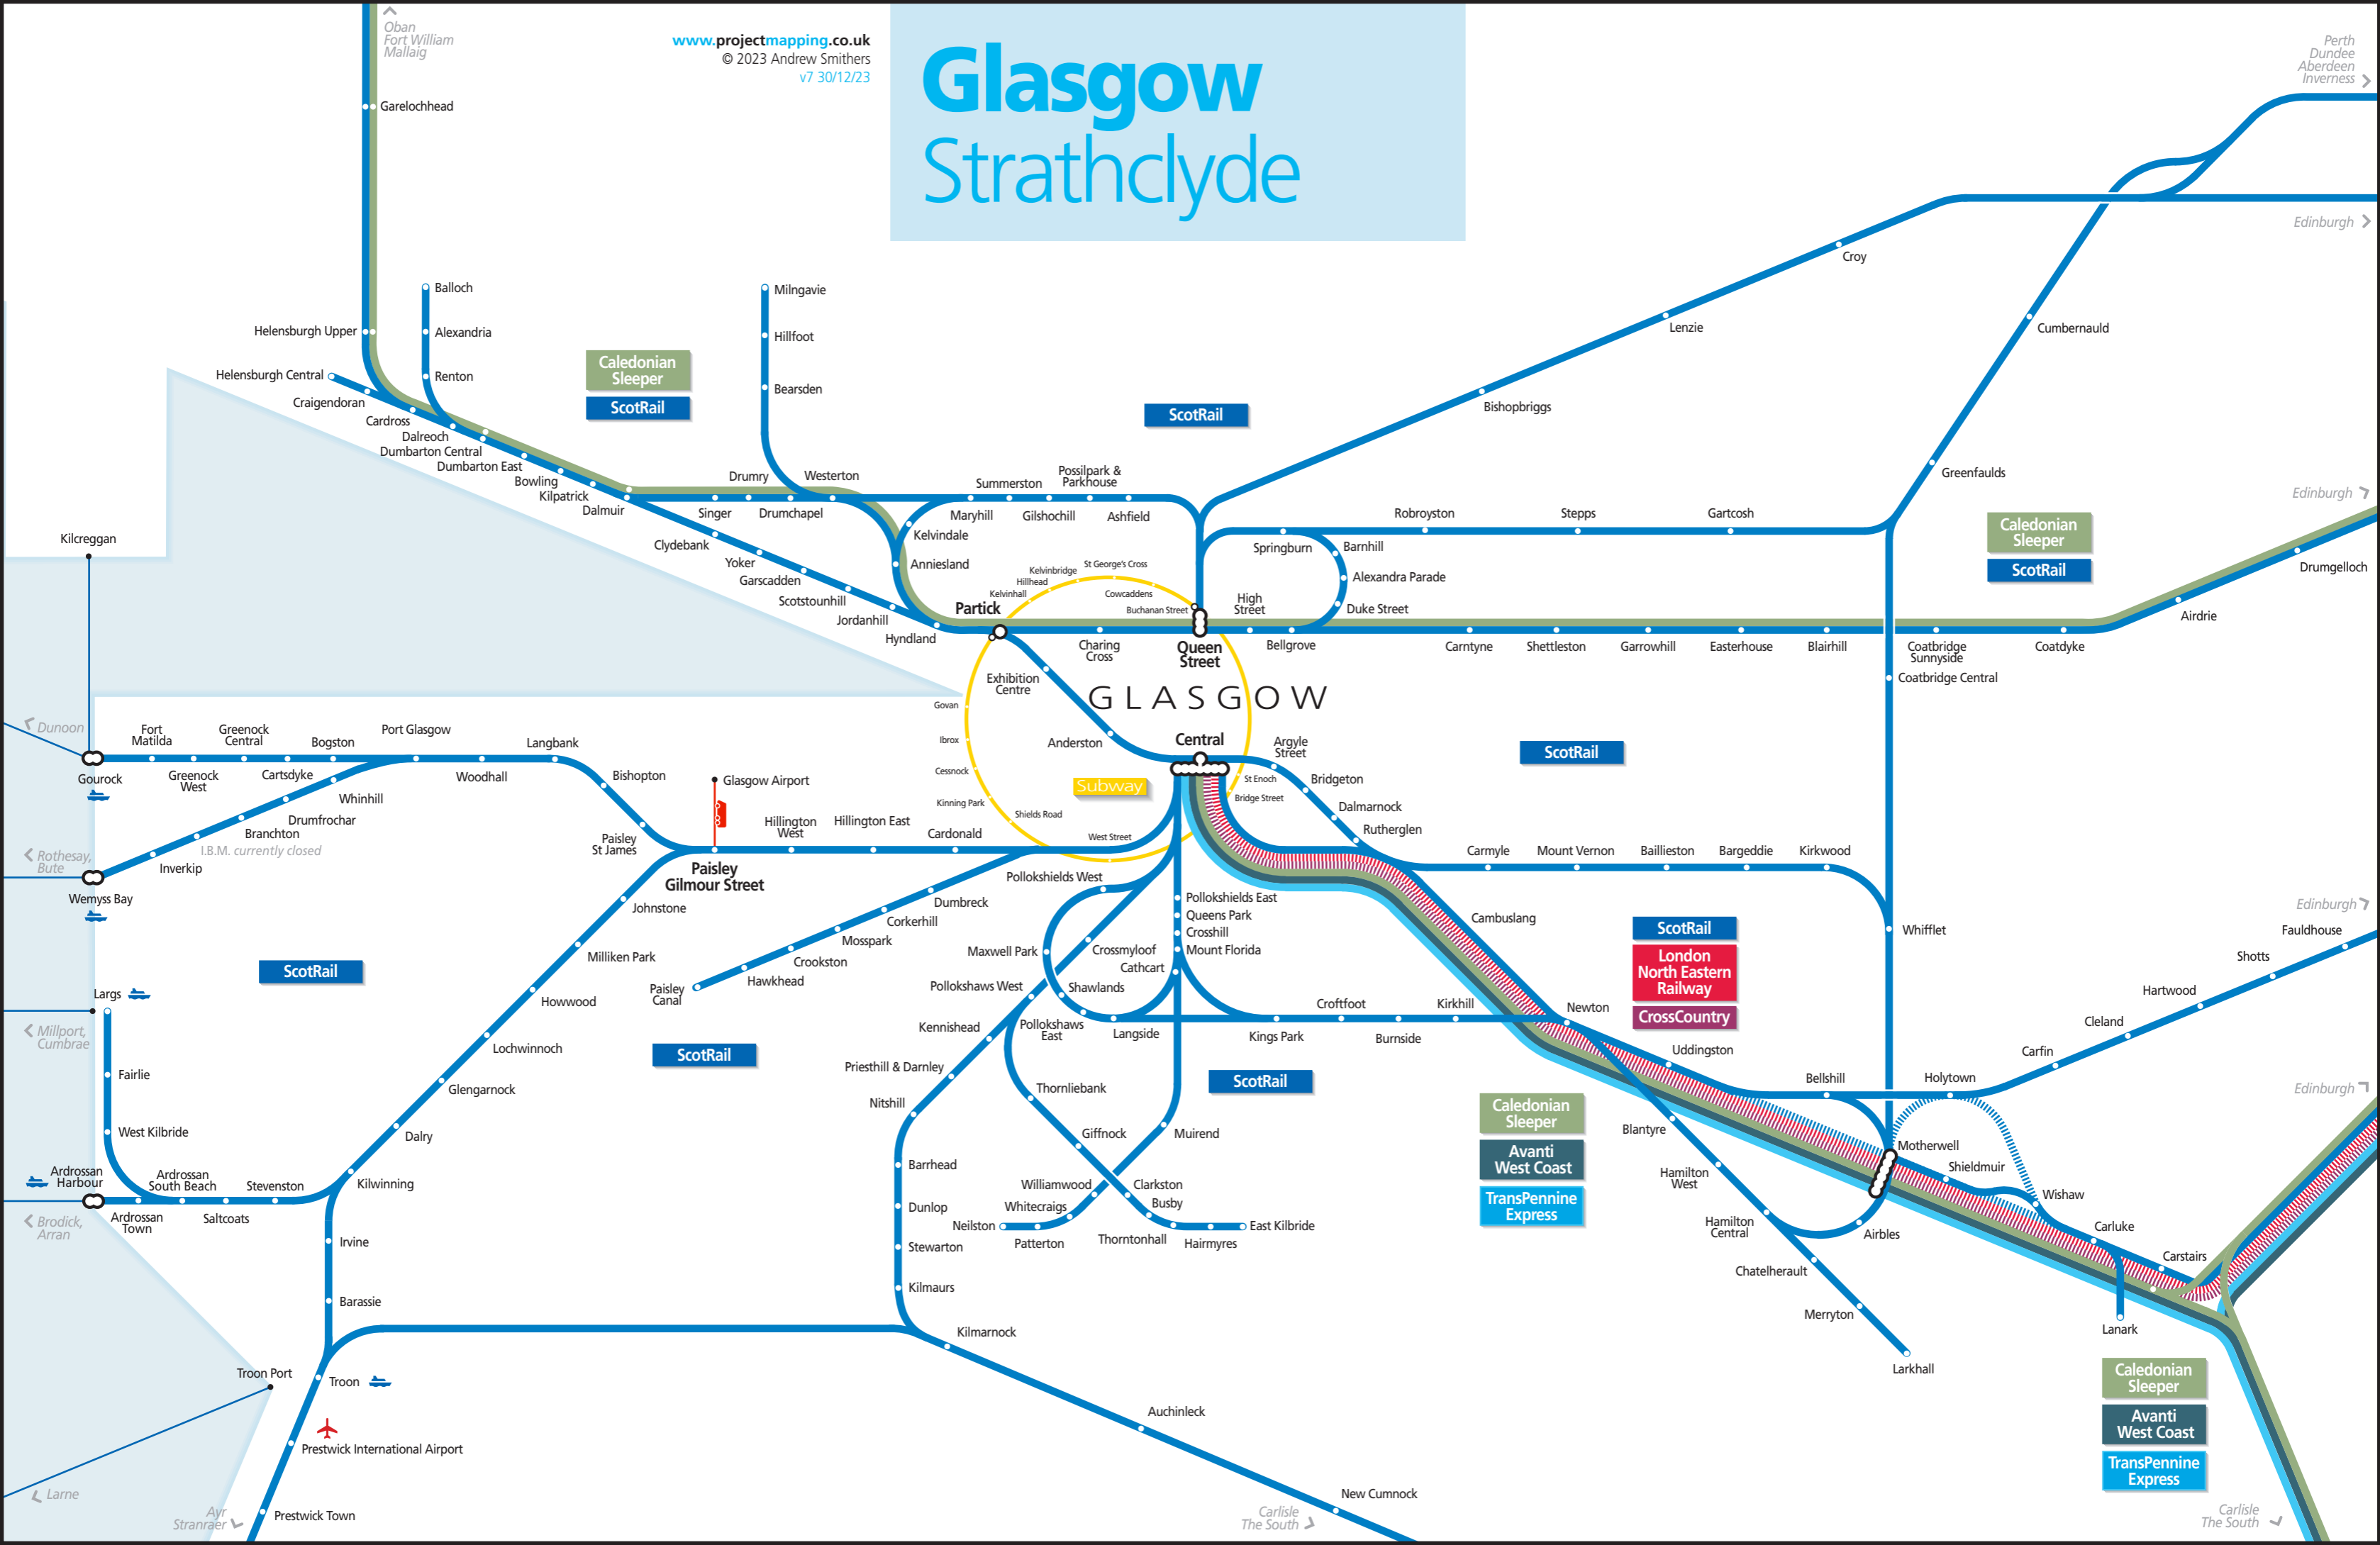 Oban
Fort William
Mallaig
www.projectmapping.co.uk
© 2023 Andrew Smithers
v7 30/12/23
Glasgow
Strathclyde
Perth
Dundee
Aberdeen
Inverness
Garelochhead
Edinburgh
Croy
Balloch
Milngavie
Helensburgh Upper
Alexandria
Hillfoot
Lenzie
Cumbernauld
Helensburgh Central
Renton
Caledonian
Sleeper
ScotRail
Bearsden
ScotRail
Bishopbriggs
Craigendoran
Cardross
Dalreoch
Dumbarton Central
Dumbarton East
Bowling
Kilpatrick
Dalmuir
Drumry
Westerton
Summerston
Possilpark &
Parkhouse
Greenfaulds
Edinburgh
Singer
Drumchapel
Maryhill
Gilshochill
Ashfield
Robroyston
Stepps
Gartcosh
Caledonian
Sleeper
ScotRail
Kilcreggan
Clydebank
Yoker
Garscadden
Scotstounhill
Jordanhill
Hyndland
Kelvindale
Anniesland
Springburn
Barnhill
Alexandra Parade
Duke Street
Drumgelloch
Airdrie
Partick
Kelvinhall
Hillhead
Kelvinbridge
St George's Cross
Cowcaddens
Buchanan Street
High
Street
Charing
Cross
Queen
Street
Bellgrove
Carntyne
Shettleston
Garrowhill
Easterhouse
Blairhill
Coatbridge
Sunnyside
Coatdyke
Coatbridge Central
Exhibition
Centre
GLASGOW
Govan
Ibrox
Cessnock
Kinning Park
Shields Road
West Street
Anderston
Central
Argyle
Street
St Enoch
Bridge Street
Subway
Bridgeton
Dalmarnock
Rutherglen
ScotRail
Dunoon
Fort
Matilda
Greenock
Central
Bogston
Port Glasgow
Langbank
Gourock
Greenock
West
Cartsdyke
Woodhall
Bishopton
Glasgow Airport
Whinhill
Drumfrochar
Branchton
I.B.M. currently closed
Inverkip
Rothesay,
Bute
Wemyss Bay
Paisley
St James
Paisley
Gilmour Street
Hillington
West
Hillington East
Cardonald
Carmyle
Mount Vernon
Baillieston
Bargeddie
Kirkwood
Pollokshields West
Dumbreck
Corkerhill
Mosspark
Crookston
Hawkhead
Paisley
Canal
Johnstone
Milliken Park
Howwood
Lochwinnoch
Glengarnock
Dalry
Kilwinning
ScotRail
ScotRail
Pollokshields East
Queens Park
Crosshill
Mount Florida
Cathcart
Maxwell Park
Crossmyloof
Pollokshaws West
Shawlands
Pollokshaws
East
Langside
Kennishead
Priesthill & Darnley
Nitshill
Kings Park
Croftfoot
Burnside
Kirkhill
Cambuslang
Newton
ScotRail
London
North Eastern
Railway
CrossCountry
Whifflet
Edinburgh
Fauldhouse
Shotts
Hartwood
Cleland
Carfin
Holytown
Bellshill
Uddingston
Edinburgh
Largs
Millport,
Cumbrae
Fairlie
West Kilbride
Ardrossan
Harbour
Ardrossan
South Beach
Stevenston
Ardrossan
Town
Saltcoats
Brodick,
Arran
Thornliebank
Giffnock
ScotRail
Muirend
Williamwood
Whitecraigs
Neilston
Patterton
Clarkston
Busby
Thorntonhall
Hairmyres
East Kilbride
Caledonian
Sleeper
Avanti
West Coast
TransPennine
Express
Blantyre
Hamilton
West
Hamilton
Central
Motherwell
Shieldmuir
Airbles
Wishaw
Carluke
Carstairs
Chatelherault
Merryton
Larkhall
Lanark
Barrhead
Dunlop
Stewarton
Kilmaurs
Kilmarnock
Irvine
Barassie
Troon Port
Troon
Prestwick International Airport
Prestwick Town
Larne
Ayr
Stranraer
Auchinleck
New Cumnock
Carlisle
The South
Caledonian
Sleeper
Avanti
West Coast
TransPennine
Express
Carlisle
The South